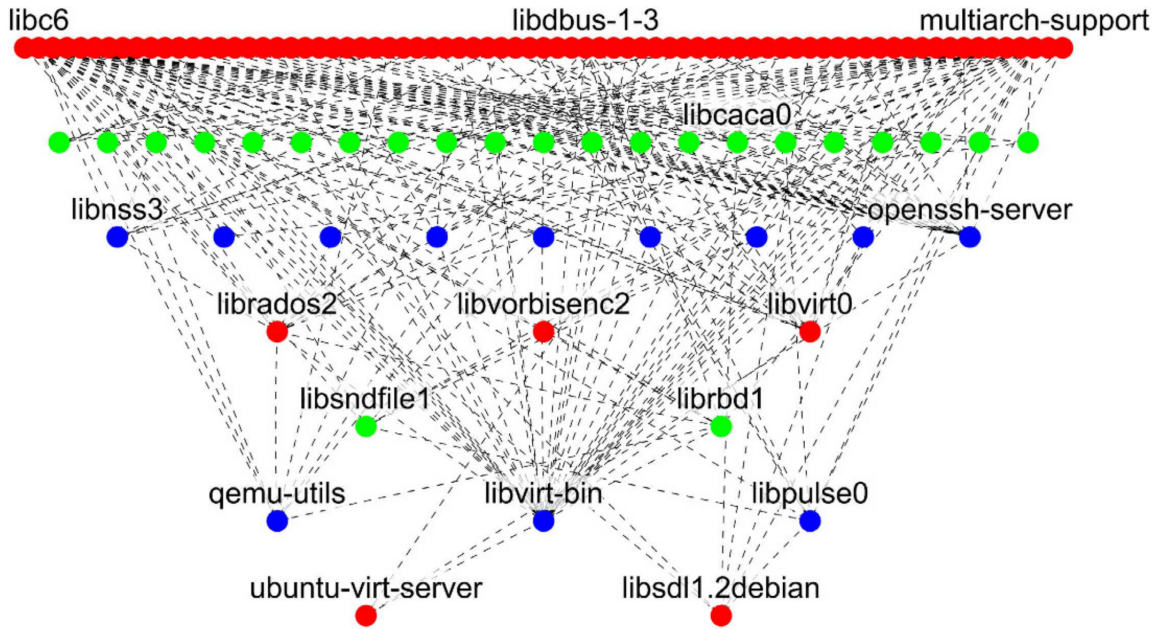 libc6 libdbus-1-3 multiarch-support
libcaca0
libnss3 openssh-server
librados2 libvorbisenc2 libvirt0
libsndfile1 librbd1
qemu-utils libvirt-bin libpulse0
ubuntu-virt-server libsdl1.2debian